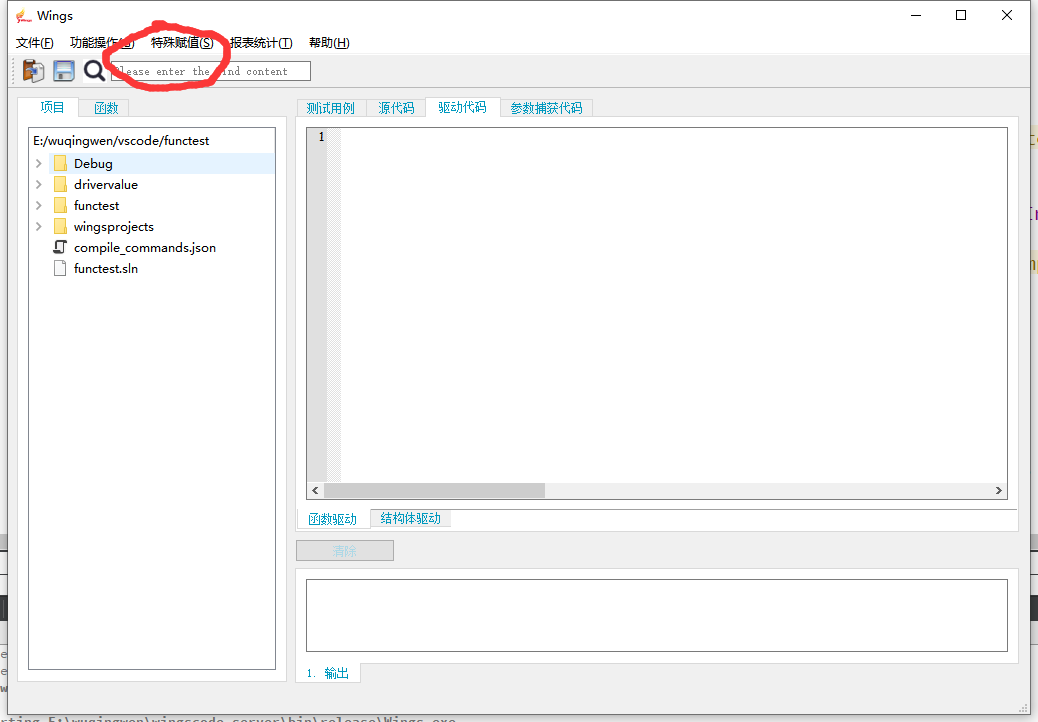 Wings
文件(F) 功能操作 特殊赋值(S) 报表统计(T) 帮助(H)
Please enter the find content
项目 函数
测试用例 源代码 驱动代码 参数捕获代码
E:/wuqingwen/vscode/functest
1
Debug
drivervalue
functest
wingsprojects
compile_commands.json
functest.sln
函数驱动 结构体驱动
清除
1. 输出
rting E:\wuqingwen\wingscode_server\bin\release\Wings.exe